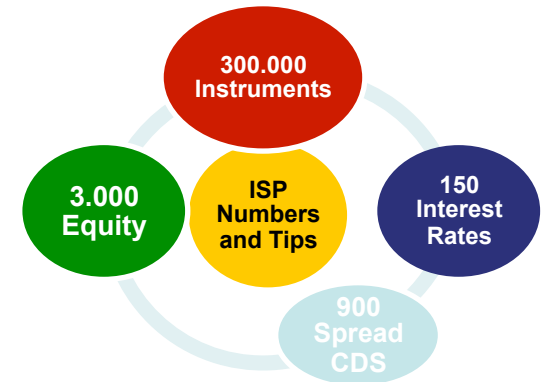 300.000
Instruments
3.000
Equity
ISP
Numbers
and Tips
150
Interest
Rates
900
Spread
CDS